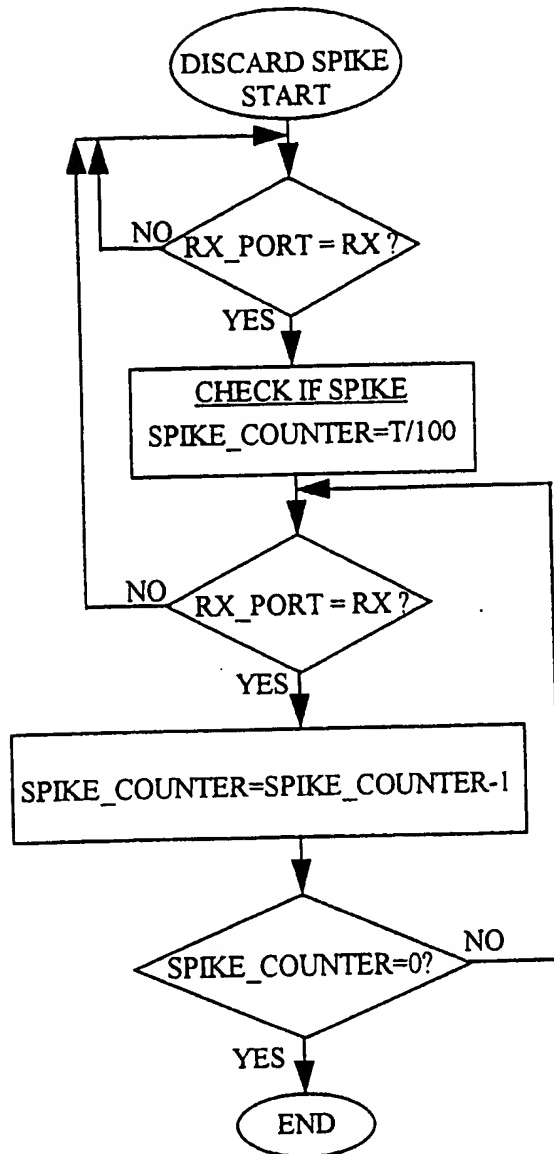 DISCARD SPIKE
START
NO
RX_PORT = RX ?
YES
CHECK IF SPIKE
SPIKE_COUNTER=T/100
NO
RX_PORT = RX ?
YES
SPIKE_COUNTER=SPIKE_COUNTER-1
SPIKE_COUNTER=0?
NO
YES
END